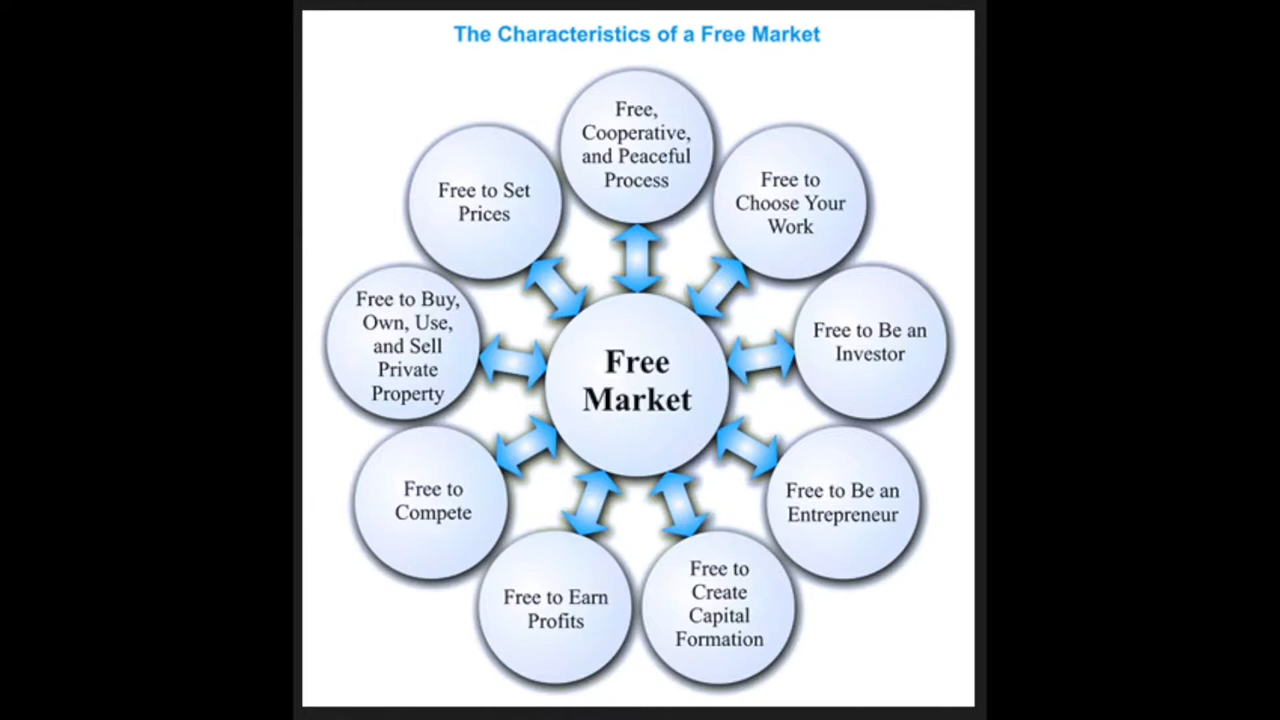 The Characteristics of a Free Market
Free,
Cooperative,
and Peaceful
Process
Free to
Choose Your
Work
Free to Be an
Investor
Free to Be an
Entrepreneur
Free to
Create
Capital
Formation
Free to Earn
Profits
Free to
Compete
Free to Buy,
Own, Use,
and Sell
Private
Property
Free to Set
Prices
Free
Market